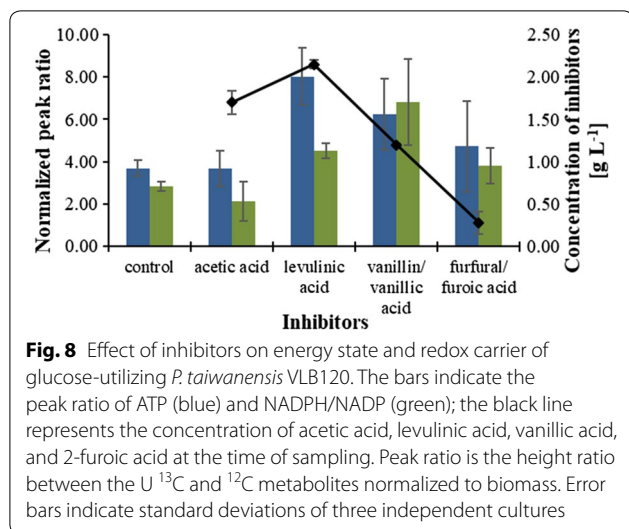 Normalized peak ratio
10.00
8.00
6.00
4.00
2.00
0.00
2.50
2.00
1.50
1.00
0.50
0.00
Concentration of inhibitors
[g L⁻¹]
control
acetic acid
levulinic
acid
vanillin/
vanillic
acid
furfural/
furoic acid
Inhibitors
Fig. 8 Effect of inhibitors on energy state and redox carrier of
glucose-utilizing P. taiwanensis VLB120. The bars indicate the
peak ratio of ATP (blue) and NADPH/NADP (green); the black line
represents the concentration of acetic acid, levulinic acid, vanillic acid,
and 2-furoic acid at the time of sampling. Peak ratio is the height ratio
between the U ¹³C and ¹²C metabolites normalized to biomass. Error
bars indicate standard deviations of three independent cultures